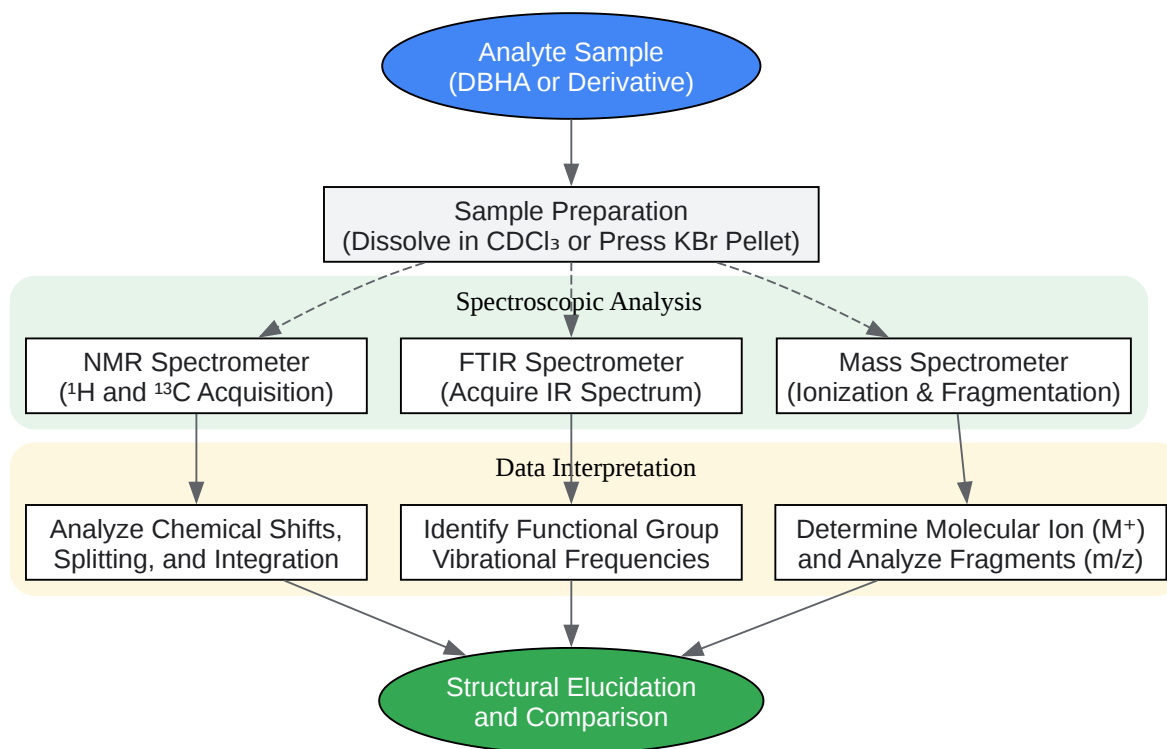 Analyte Sample
(DBHA or Derivative)
Sample Preparation
(Dissolve in CDCl₃ or Press KBr Pellet)
Spectroscopic Analysis
NMR Spectrometer
(¹H and ¹³C Acquisition)
FTIR Spectrometer
(Acquire IR Spectrum)
Mass Spectrometer
(Ionization & Fragmentation)
Data Interpretation
Analyze Chemical Shifts,
Splitting, and Integration
Identify Functional Group
Vibrational Frequencies
Determine Molecular Ion (M⁺)
and Analyze Fragments (m/z)
Structural Elucidation
and Comparison